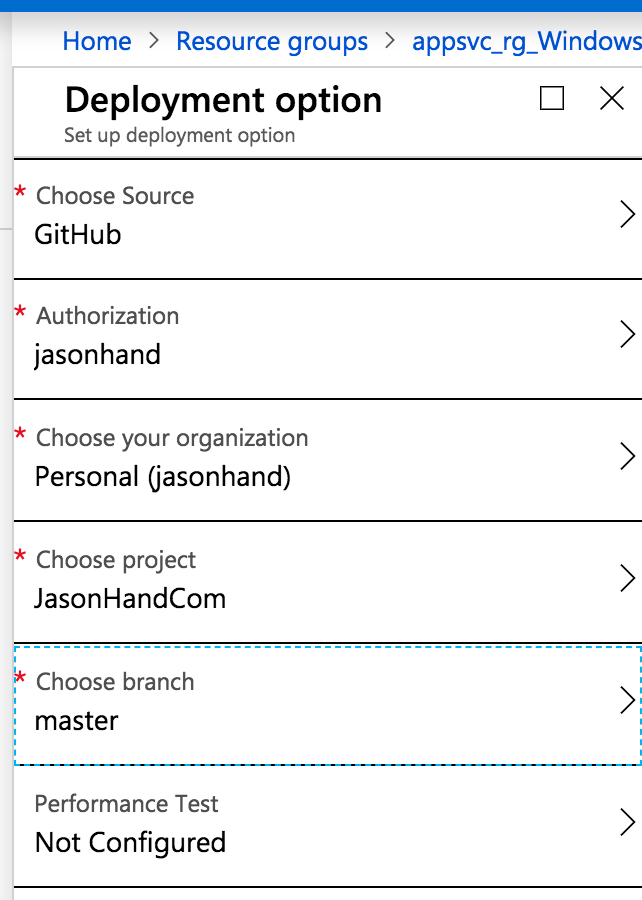 Home > Resource groups > appsvc_rg_Windows
Deployment option
Set up deployment option
* Choose Source
GitHub
* Authorization
jasonhand
* Choose your organization
Personal (jasonhand)
* Choose project
JasonHandCom
* Choose branch
master
Performance Test
Not Configured